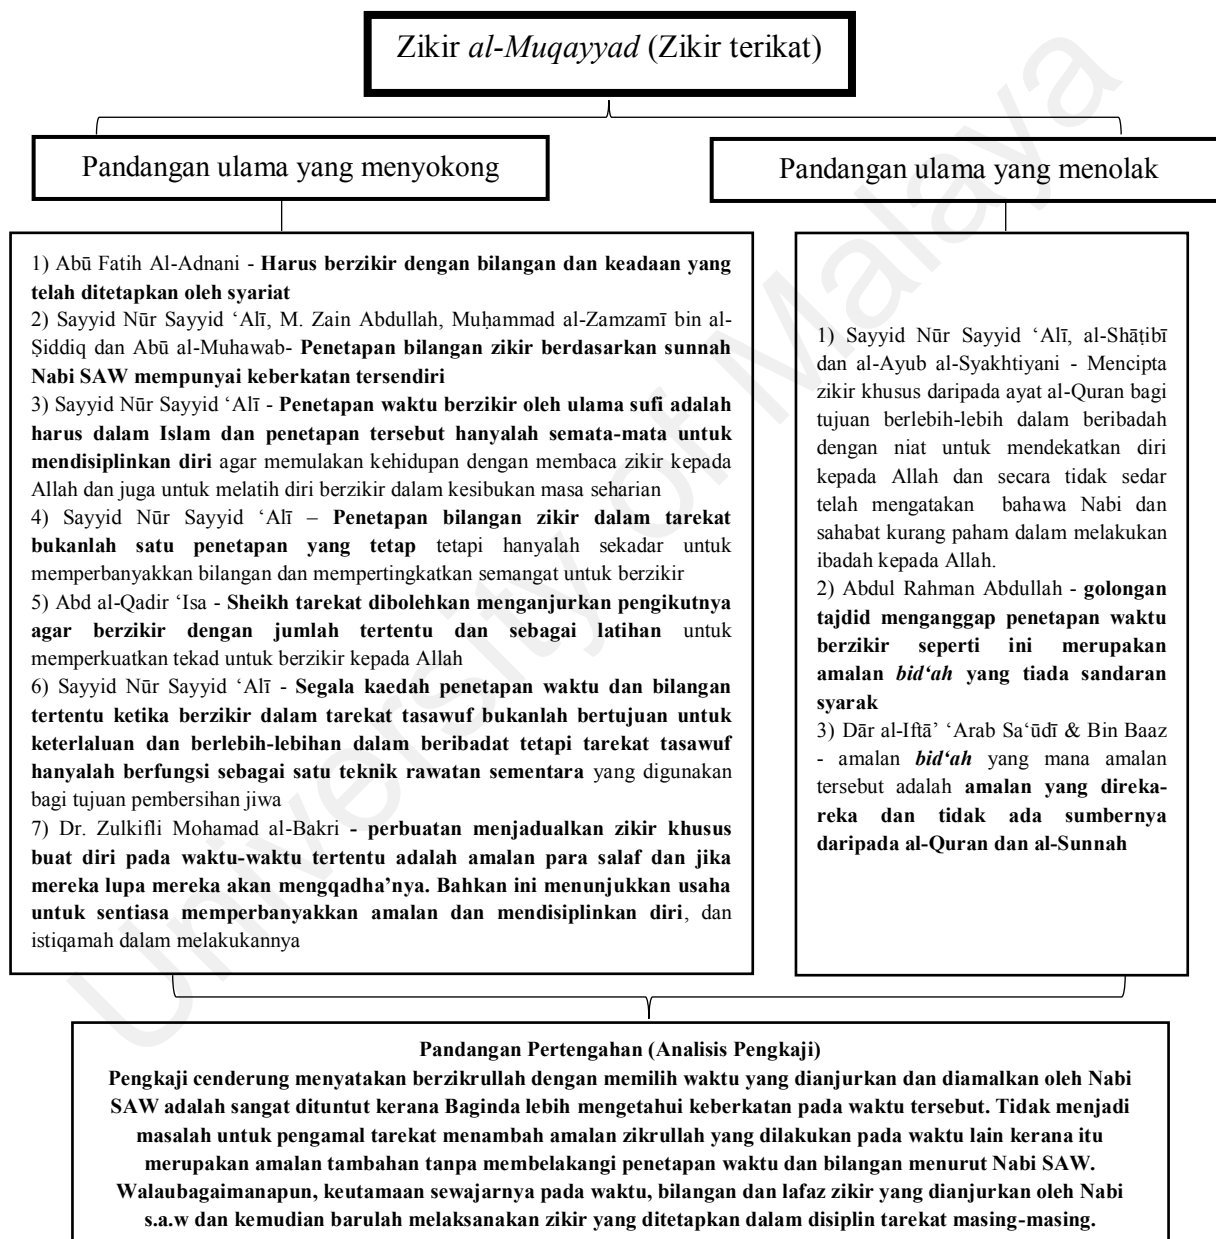 Zikir al-Muqayyad (Zikir terikat)
Pandangan ulama yang menyokong
Pandangan ulama yang menolak
1) Abū Fatih Al-Adnani - Harus berzikir dengan bilangan dan keadaan yang
telah ditetapkan oleh syariat
2) Sayyid Nūr Sayyid ‘Alī, M. Zain Abdullah, Muḥammad al-Zamzamī bin al-
Ṣiddiq dan Abū al-Muhawab- Penetapan bilangan zikir berdasarkan sunnah
Nabi SAW mempunyai keberkatan tersendiri
3) Sayyid Nūr Sayyid ‘Alī - Penetapan waktu berzikir oleh ulama sufi adalah
harus dalam Islam dan penetapan tersebut hanyalah semata-mata untuk
mendisiplinkan diri agar memulakan kehidupan dengan membaca zikir kepada
Allah dan juga untuk melatih diri berzikir dalam kesibukan masa seharian
4) Sayyid Nūr Sayyid ‘Alī – Penetapan bilangan zikir dalam tarekat
bukanlah satu penetapan yang tetap tetapi hanyalah sekadar untuk
memperbanyakkan bilangan dan mempertingkatkan semangat untuk berzikir
5) Abd al-Qadir ‘Isa - Sheikh tarekat dibolehkan menganjurkan pengikutnya
agar berzikir dengan jumlah tertentu dan sebagai latihan untuk
memperkuatkan tekad untuk berzikir kepada Allah
6) Sayyid Nūr Sayyid ‘Alī - Segala kaedah penetapan waktu dan bilangan
tertentu ketika berzikir dalam tarekat tasawuf bukanlah bertujuan untuk
keterlaluan dan berlebih-lebihan dalam beribadat tetapi tarekat tasawuf
hanyalah berfungsi sebagai satu teknik rawatan sementara yang digunakan
bagi tujuan pembersihan jiwa
7) Dr. Zulkifli Mohamad al-Bakri - perbuatan menjadualkan zikir khusus
buat diri pada waktu-waktu tertentu adalah amalan para salaf dan jika
mereka lupa mereka akan mengqadha’nya. Bahkan ini menunjukkan usaha
untuk sentiasa memperbanyakkan amalan dan mendisiplinkan diri, dan
istiqamah dalam melakukannya
1) Sayyid Nūr Sayyid ‘Alī, al-Shāṭibī
dan al-Ayub al-Syakhtiyani - Mencipta
zikir khusus daripada ayat al-Quran bagi
tujuan berlebih-lebih dalam beribadah
dengan niat untuk mendekatkan diri
kepada Allah dan secara tidak sedar
telah mengatakan bahawa Nabi dan
sahabat kurang paham dalam melakukan
ibadah kepada Allah.
2) Abdul Rahman Abdullah - golongan
tajdid menganggap penetapan waktu
berzikir seperti ini merupakan
amalan bid‘ah yang tiada sandaran
syarak
3) Dār al-Iftā’ ‘Arab Sa‘ūdī & Bin Baaz
- amalan bid‘ah yang mana amalan
tersebut adalah amalan yang direka-
reka dan tidak ada sumbernya
daripada al-Quran dan al-Sunnah
Pandangan Pertengahan (Analisis Pengkaji)
Pengkaji cenderung menyatakan berzikrullah dengan memilih waktu yang dianjurkan dan diamalkan oleh Nabi
SAW adalah sangat dituntut kerana Baginda lebih mengetahui keberkatan pada waktu tersebut. Tidak menjadi
masalah untuk pengamal tarekat menambah amalan zikrullah yang dilakukan pada waktu lain kerana itu
merupakan amalan tambahan tanpa membelakangi penetapan waktu dan bilangan menurut Nabi SAW.
Walaubagaimanapun, keutamaan sewajarnya pada waktu, bilangan dan lafaz zikir yang dianjurkan oleh Nabi
s.a.w dan kemudian barulah melaksanakan zikir yang ditetapkan dalam disiplin tarekat masing-masing.
University of Malaya